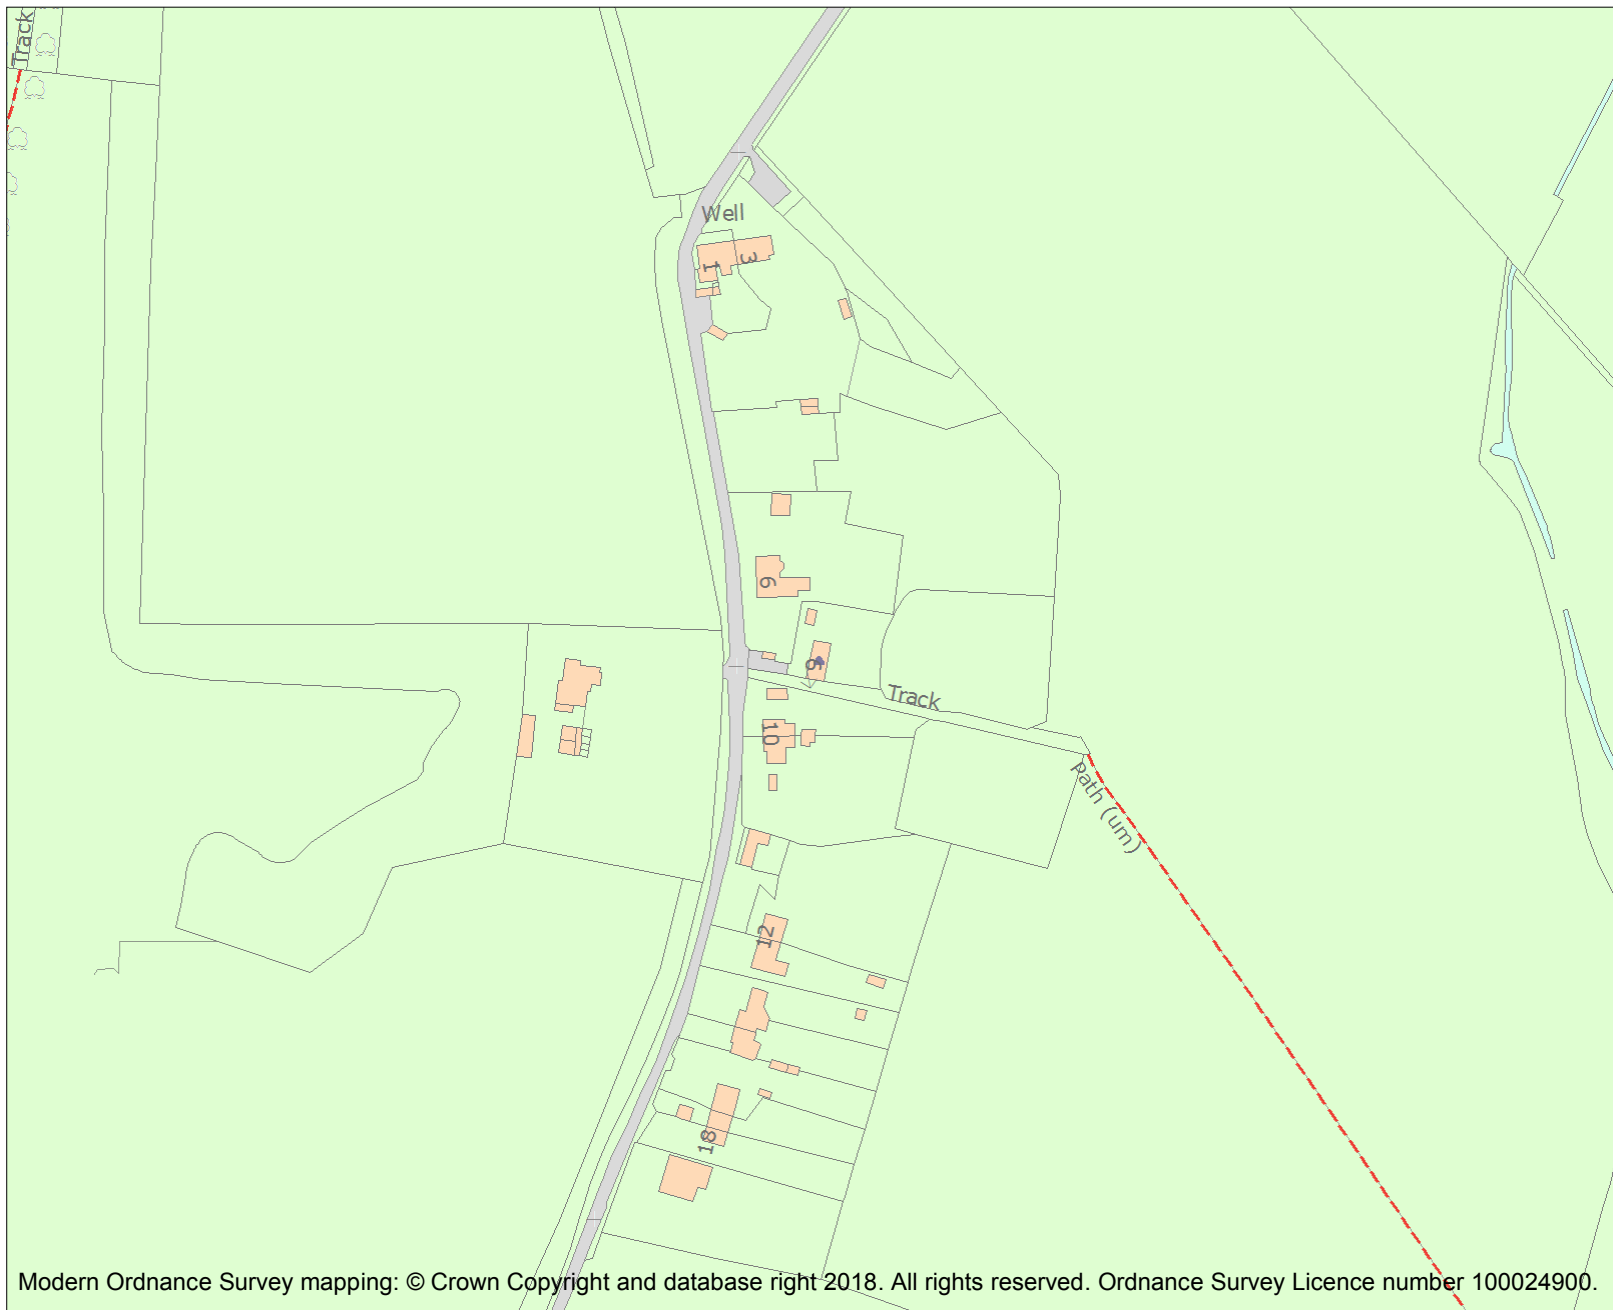 Track
Well
1
3
6
9
Track
10
Path (um)
12
18
Modern Ordnance Survey mapping: © Crown Copyright and database right 2018. All rights reserved. Ordnance Survey Licence number 100024900.